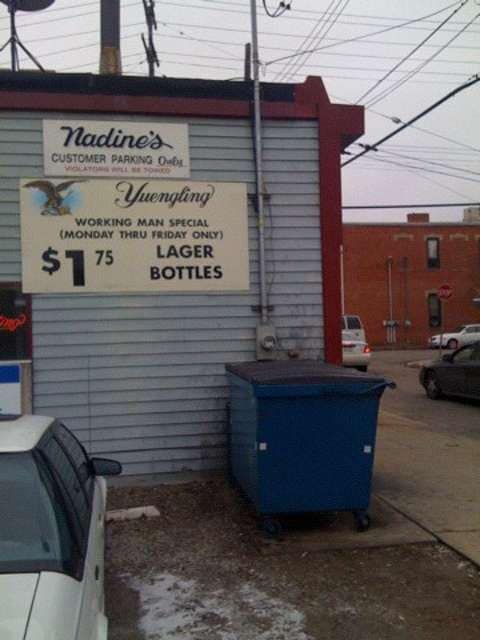 Nadine's
CUSTOMER PARKING Only
VIOLATORS WILL BE TOWED
Yuengling
WORKING MAN SPECIAL
(MONDAY THRU FRIDAY ONLY)
$1 75 LAGER
BOTTLES